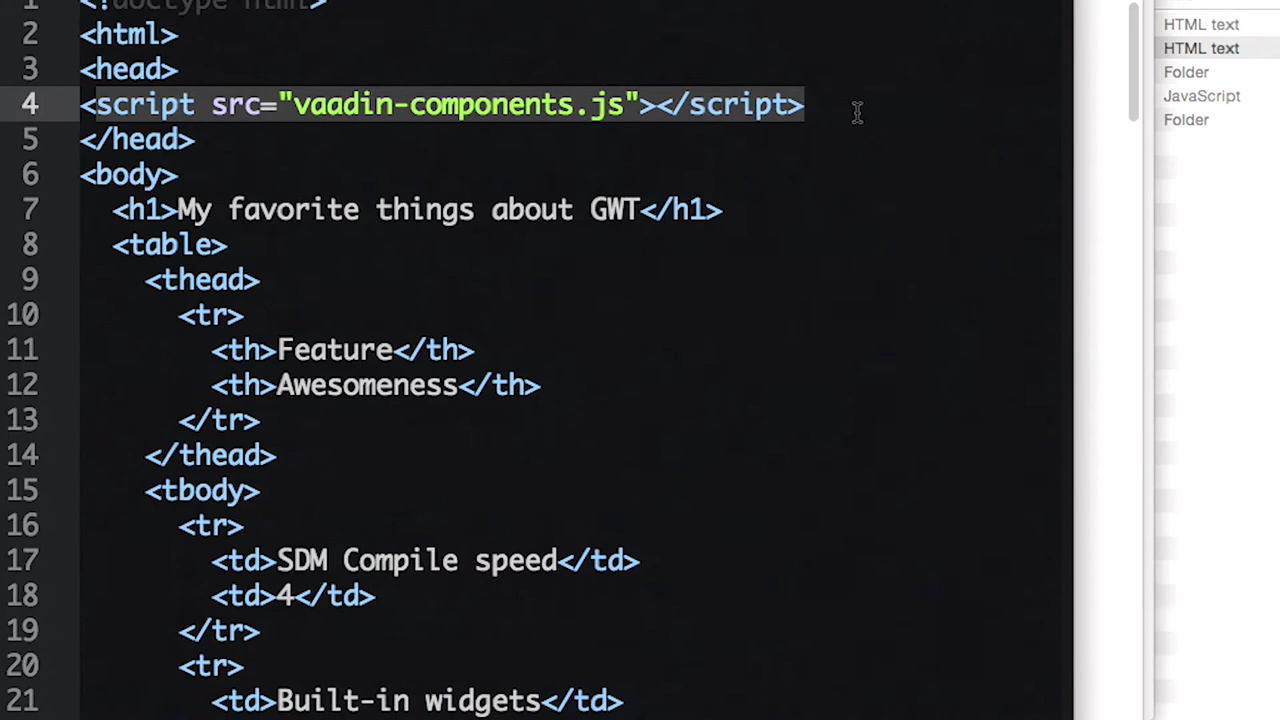 1 <!doctype html>
2 <html>
3 <head>
4 <script src="vaadin-components.js"></script>
5 </head>
6 <body>
7 <h1>My favorite things about GWT</h1>
8 <table>
9 <thead>
10 <tr>
11 <th>Feature</th>
12 <th>Awesomeness</th>
13 </tr>
14 </thead>
15 <tbody>
16 <tr>
17 <td>SDM Compile speed</td>
18 <td>4</td>
19 </tr>
20 <tr>
21 <td>Built-in widgets</td>
HTML text
HTML text
Folder
JavaScript
Folder